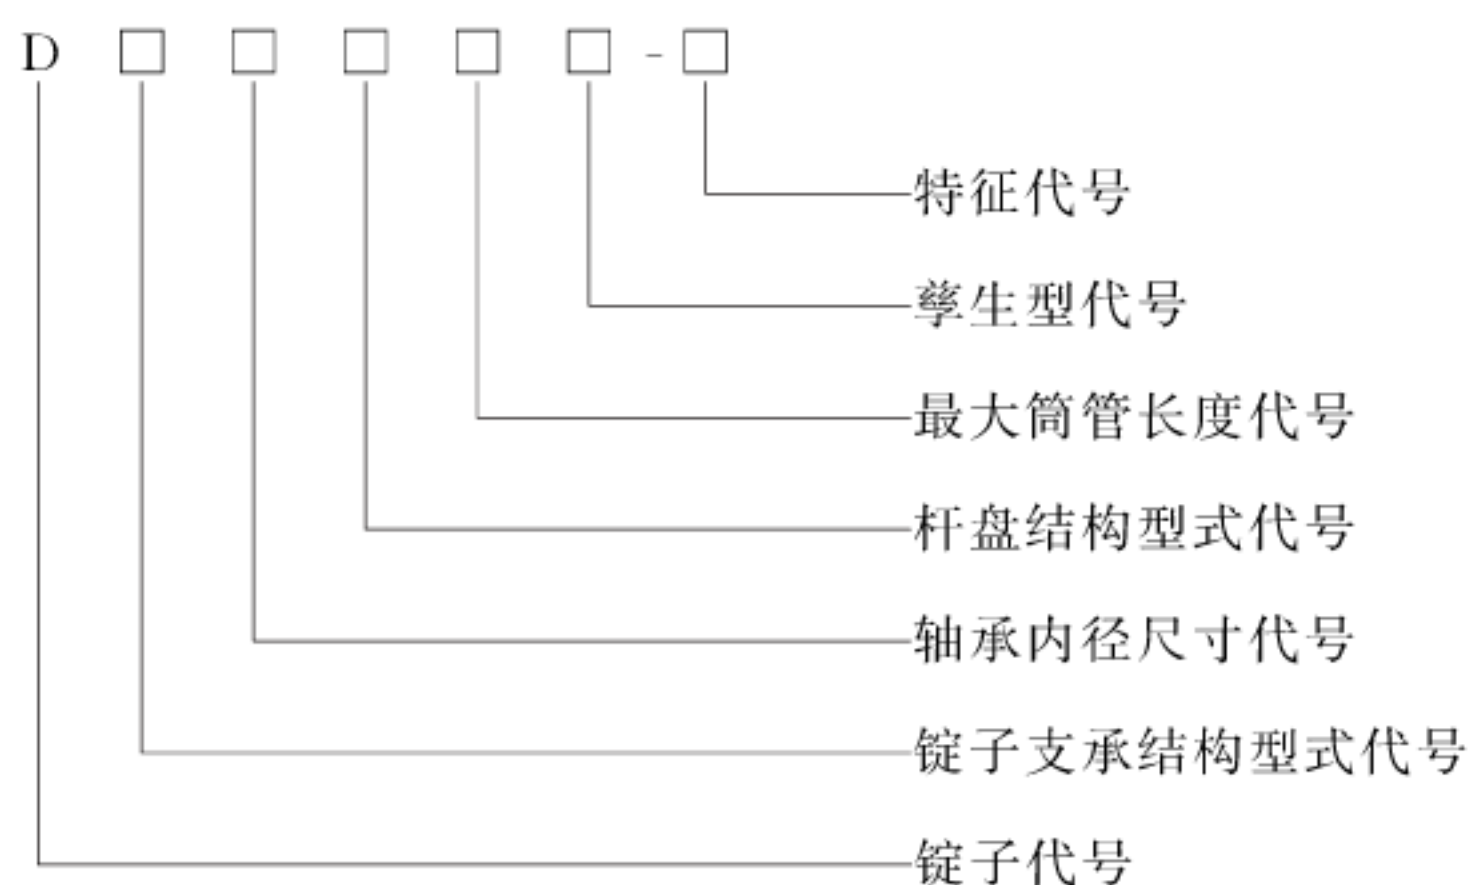 D □ □ □ □ □ - □
特征代号
孳生型代号
最大筒管长度代号
杆盘结构型式代号
轴承内径尺寸代号
锭子支承结构型式代号
锭子代号